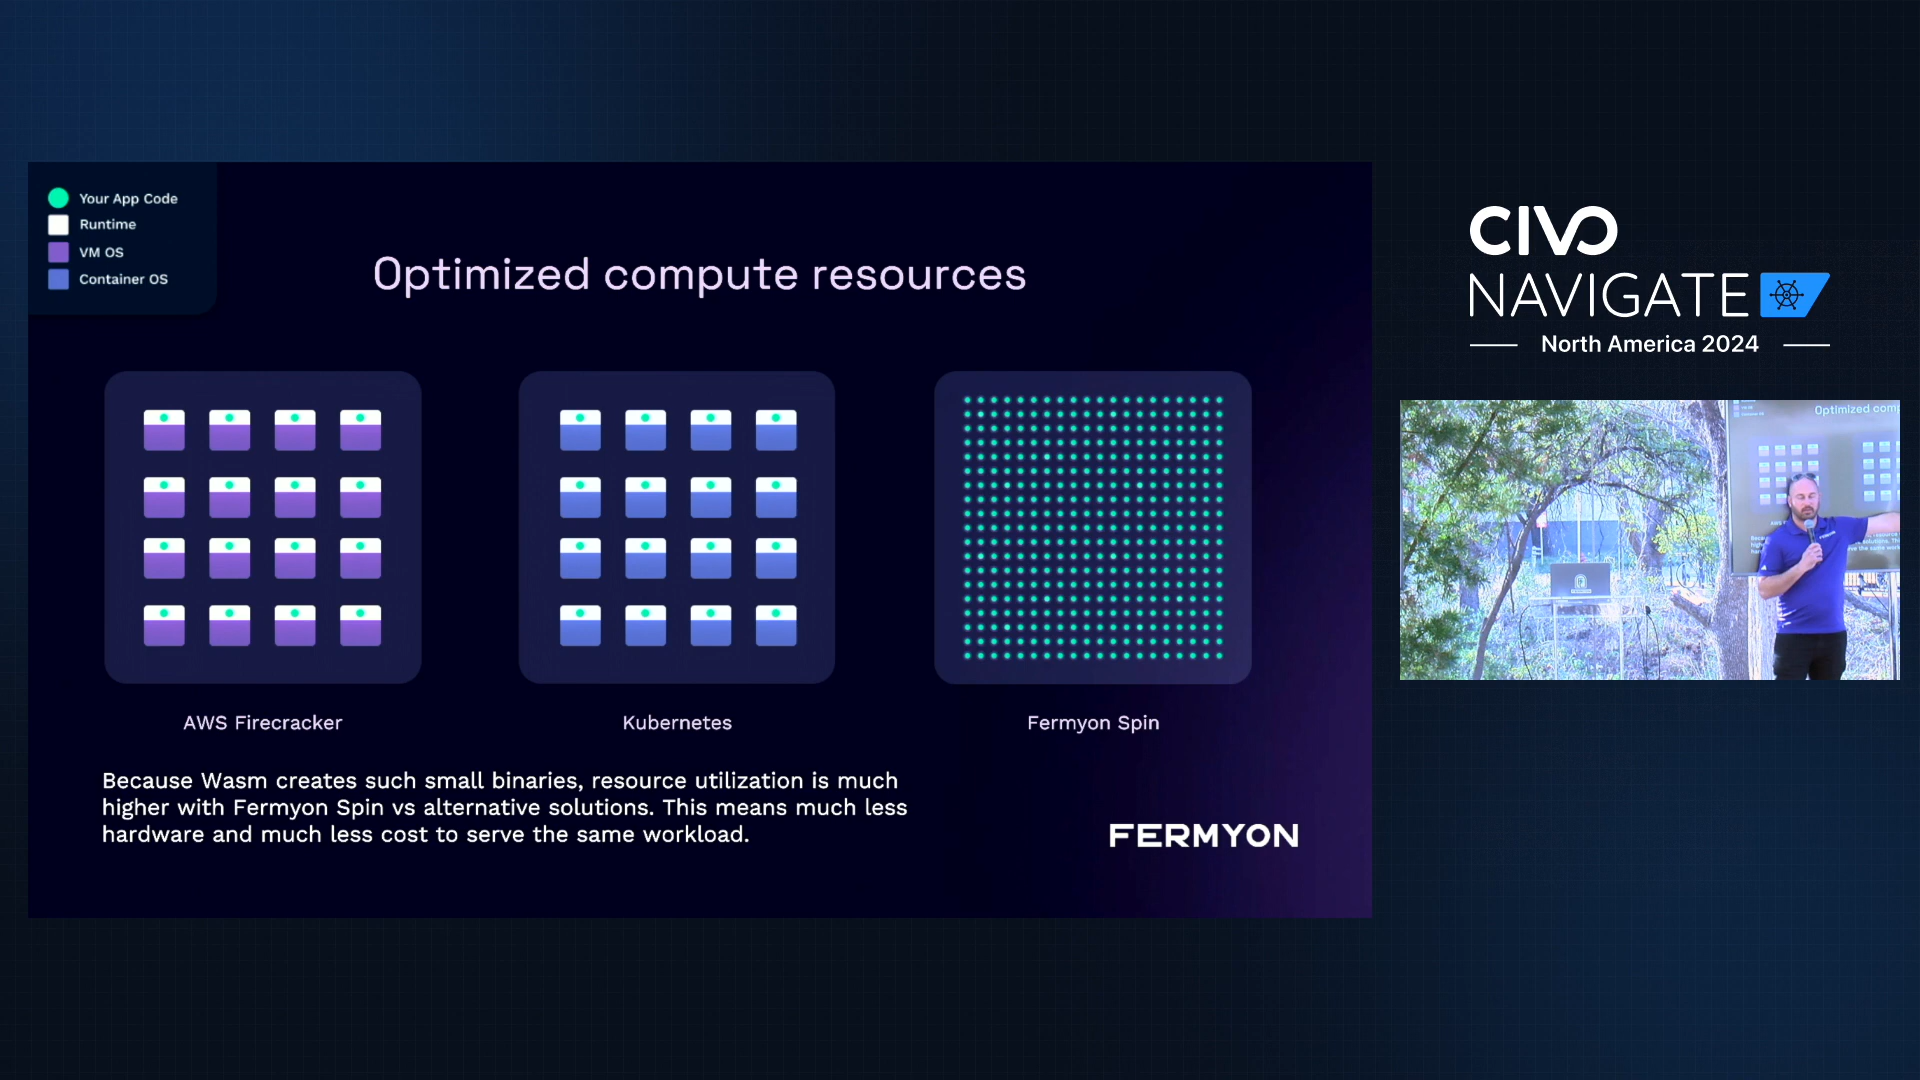 Your App Code
Runtime
VM OS
Container OS
Optimized compute resources
AWS Firecracker
Kubernetes
Fermyon Spin
Because Wasm creates such small binaries, resource utilization is much
higher with Fermyon Spin vs alternative solutions. This means much less
hardware and much less cost to serve the same workload.
FERMYON
CIVO
NAVIGATE
North America 2024
Optimized comp